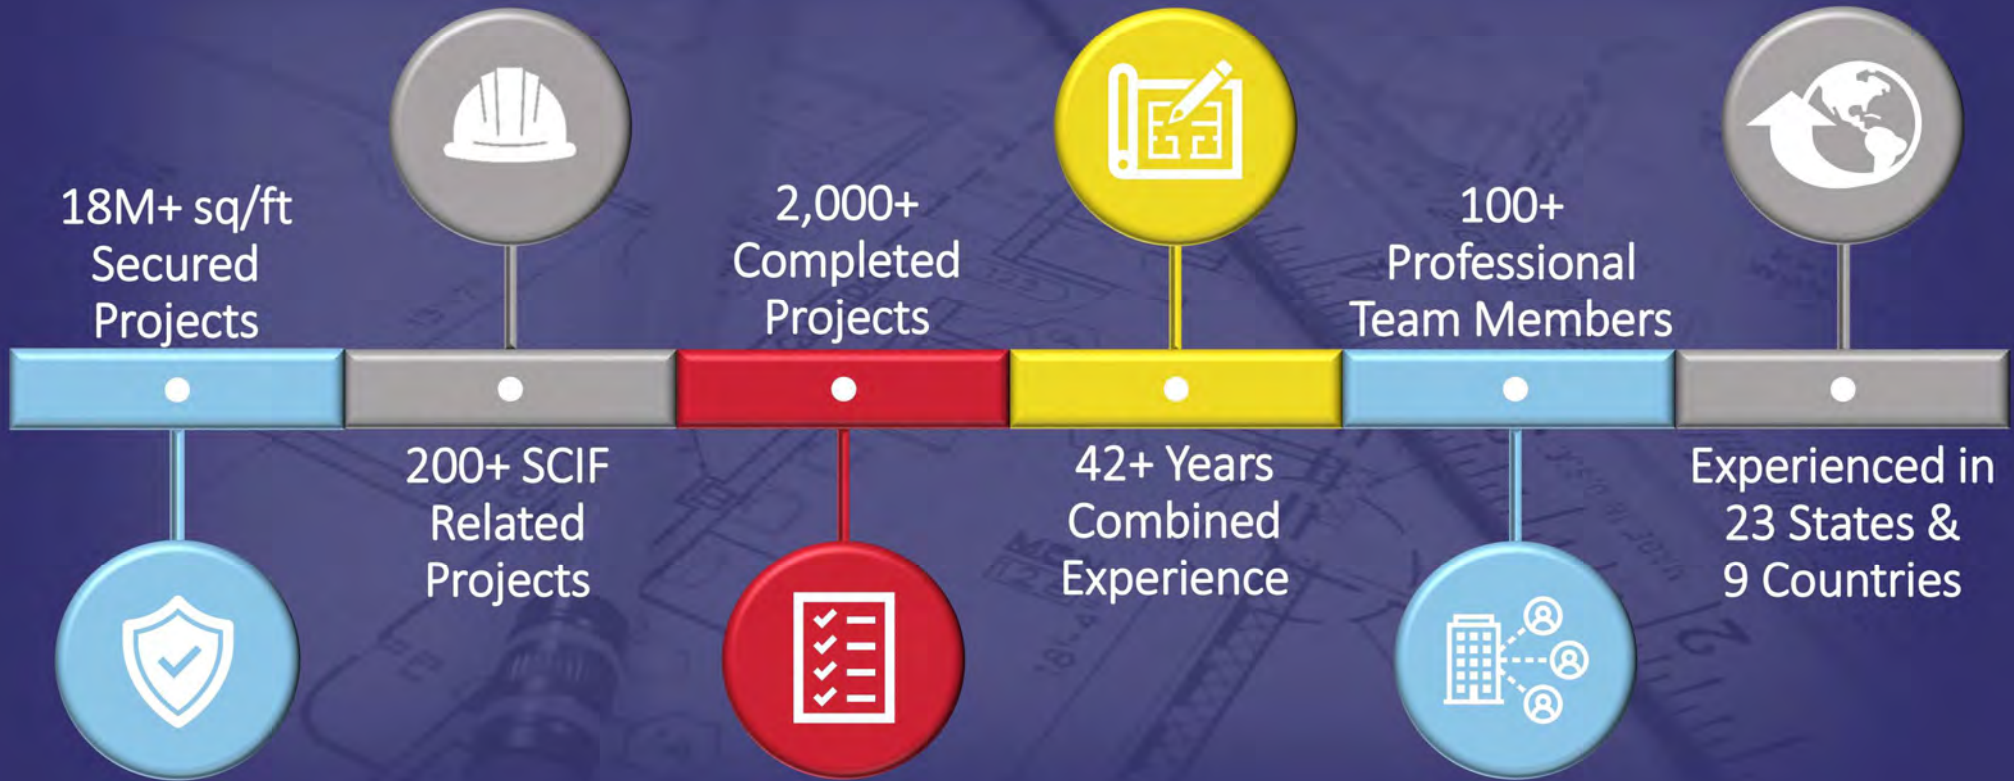 18M+ sq/ft
Secured
Projects
200+ SCIF
Related
Projects
2,000+
Completed
Projects
42+ Years
Combined
Experience
100+
Professional
Team Members
Experienced in
23 States &
9 Countries